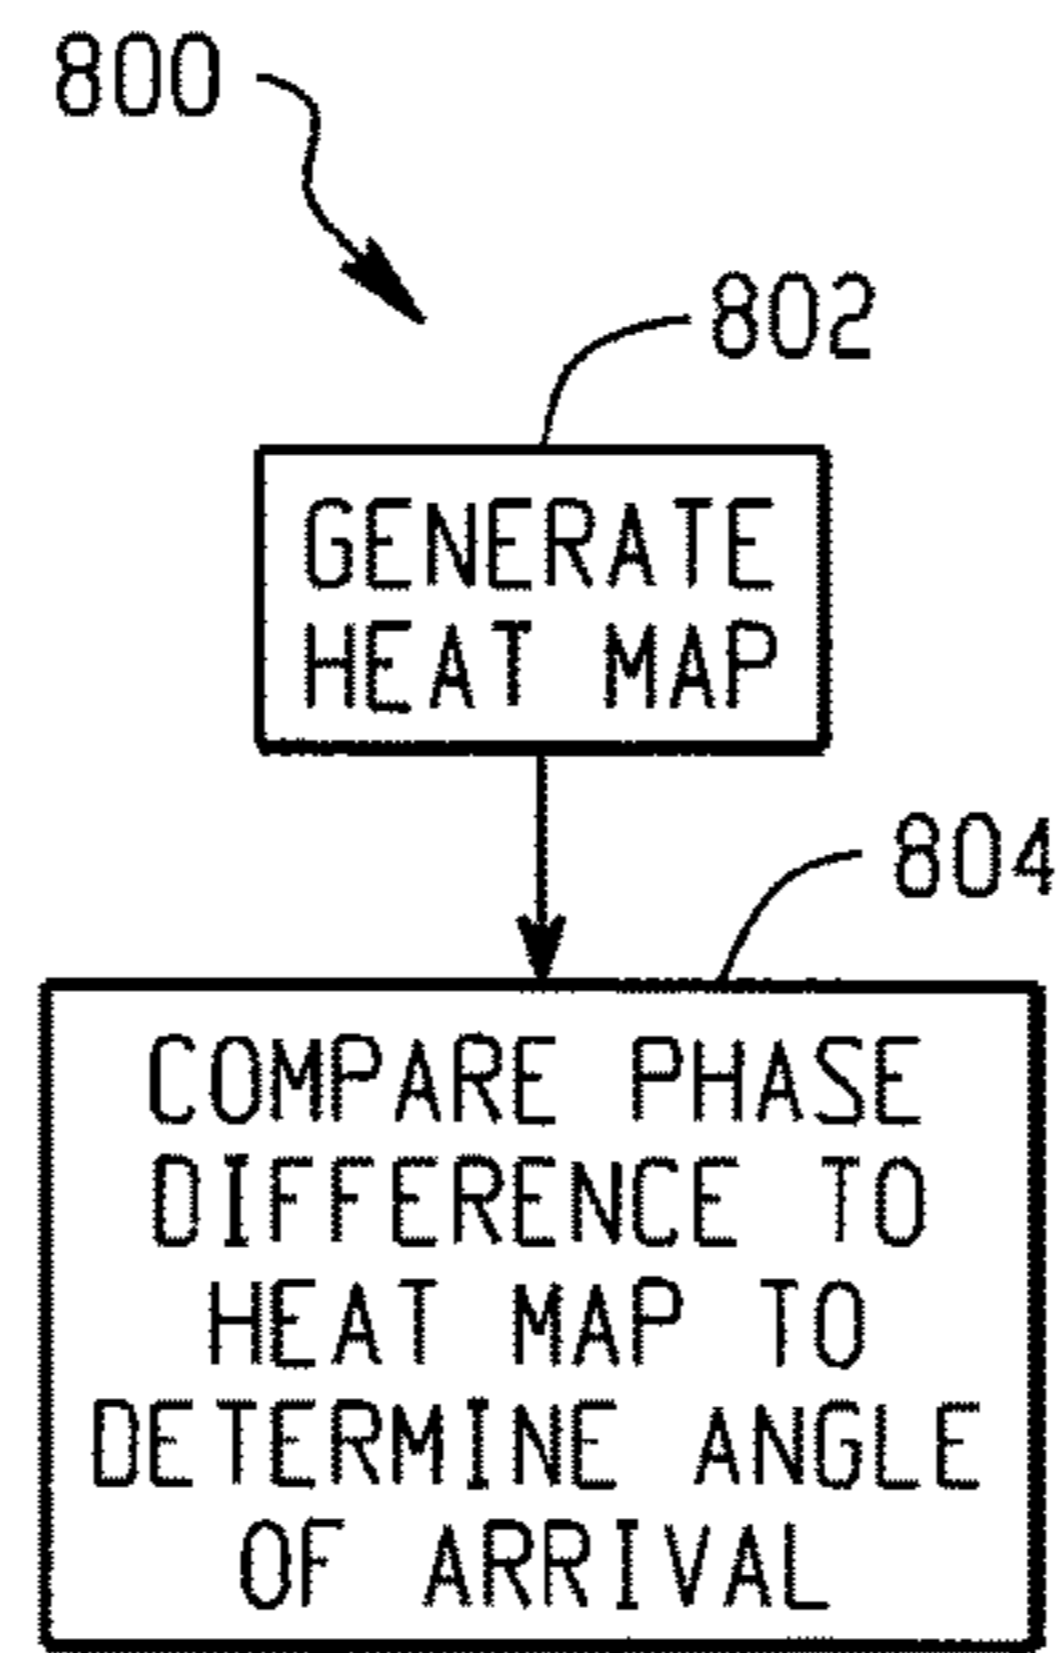 800
802
GENERATE
HEAT MAP
804
COMPARE PHASE
DIFFERENCE TO
HEAT MAP TO
DETERMINE ANGLE
OF ARRIVAL